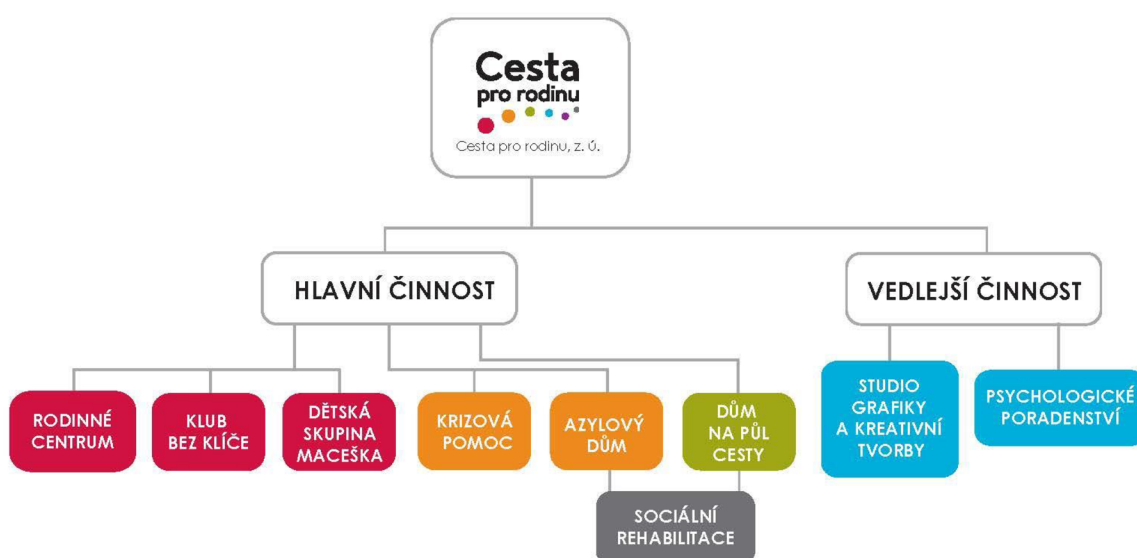 Cesta
pro rodinu
Cesta pro rodinu, z. ú.
HLAVNÍ ČINNOST
VEDLEJŠÍ ČINNOST
RODINNÉ
CENTRUM
KLUB
BEZ KLÍČE
DĚTSKÁ
SKUPINA
MACEŠKA
KRIZOVÁ
POMOC
AZYLOVÝ
DŮM
DŮM
NA PŮL
CESTY
STUDIO
GRAFIKY
A KREATIVNÍ
TVORBY
PSYCHOLOGICKÉ
PORADENSTVÍ
SOCIÁLNÍ
REHABILITACE